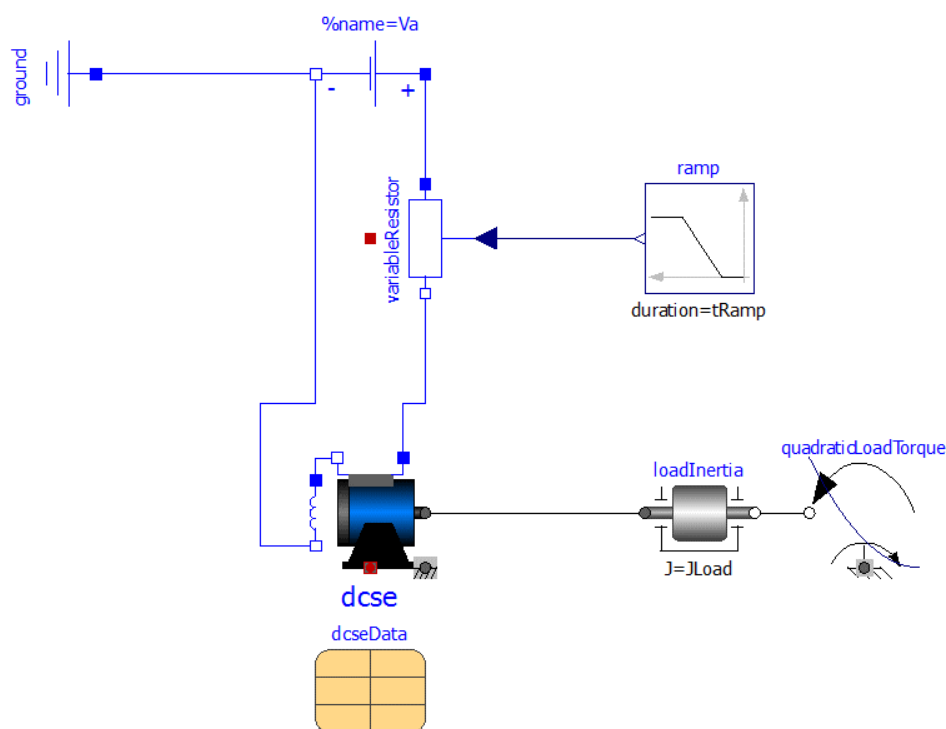 %name=Va
ground
-
+
variableResistor
ramp
duration=tRamp
quadraticLoadTorque
loadInertia
J=JLoad
dcse
dcseData